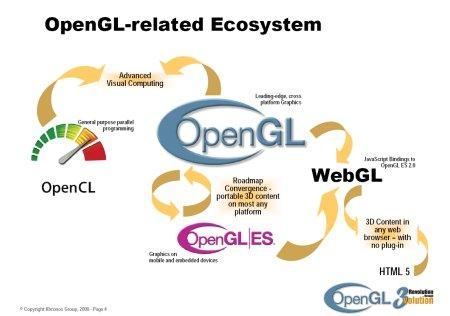 OpenGL-related Ecosystem
Advanced
Visual Computing
Leading-edge, cross
platform Graphics
General purpose parallel
programming
OpenGL
OpenCL
JavaScript Bindings to
OpenGL ES 2.0
WebGL
Roadmap
Convergence -
portable 3D content
on most any
platform
OpenGL|ES.
Graphics on
mobile and embedded devices
3D Content in
any web
browser – with
no plug-in
HTML 5
OpenGL 3
Revolution
Evolution
© Copyright Khronos Group, 2009 - Page 4